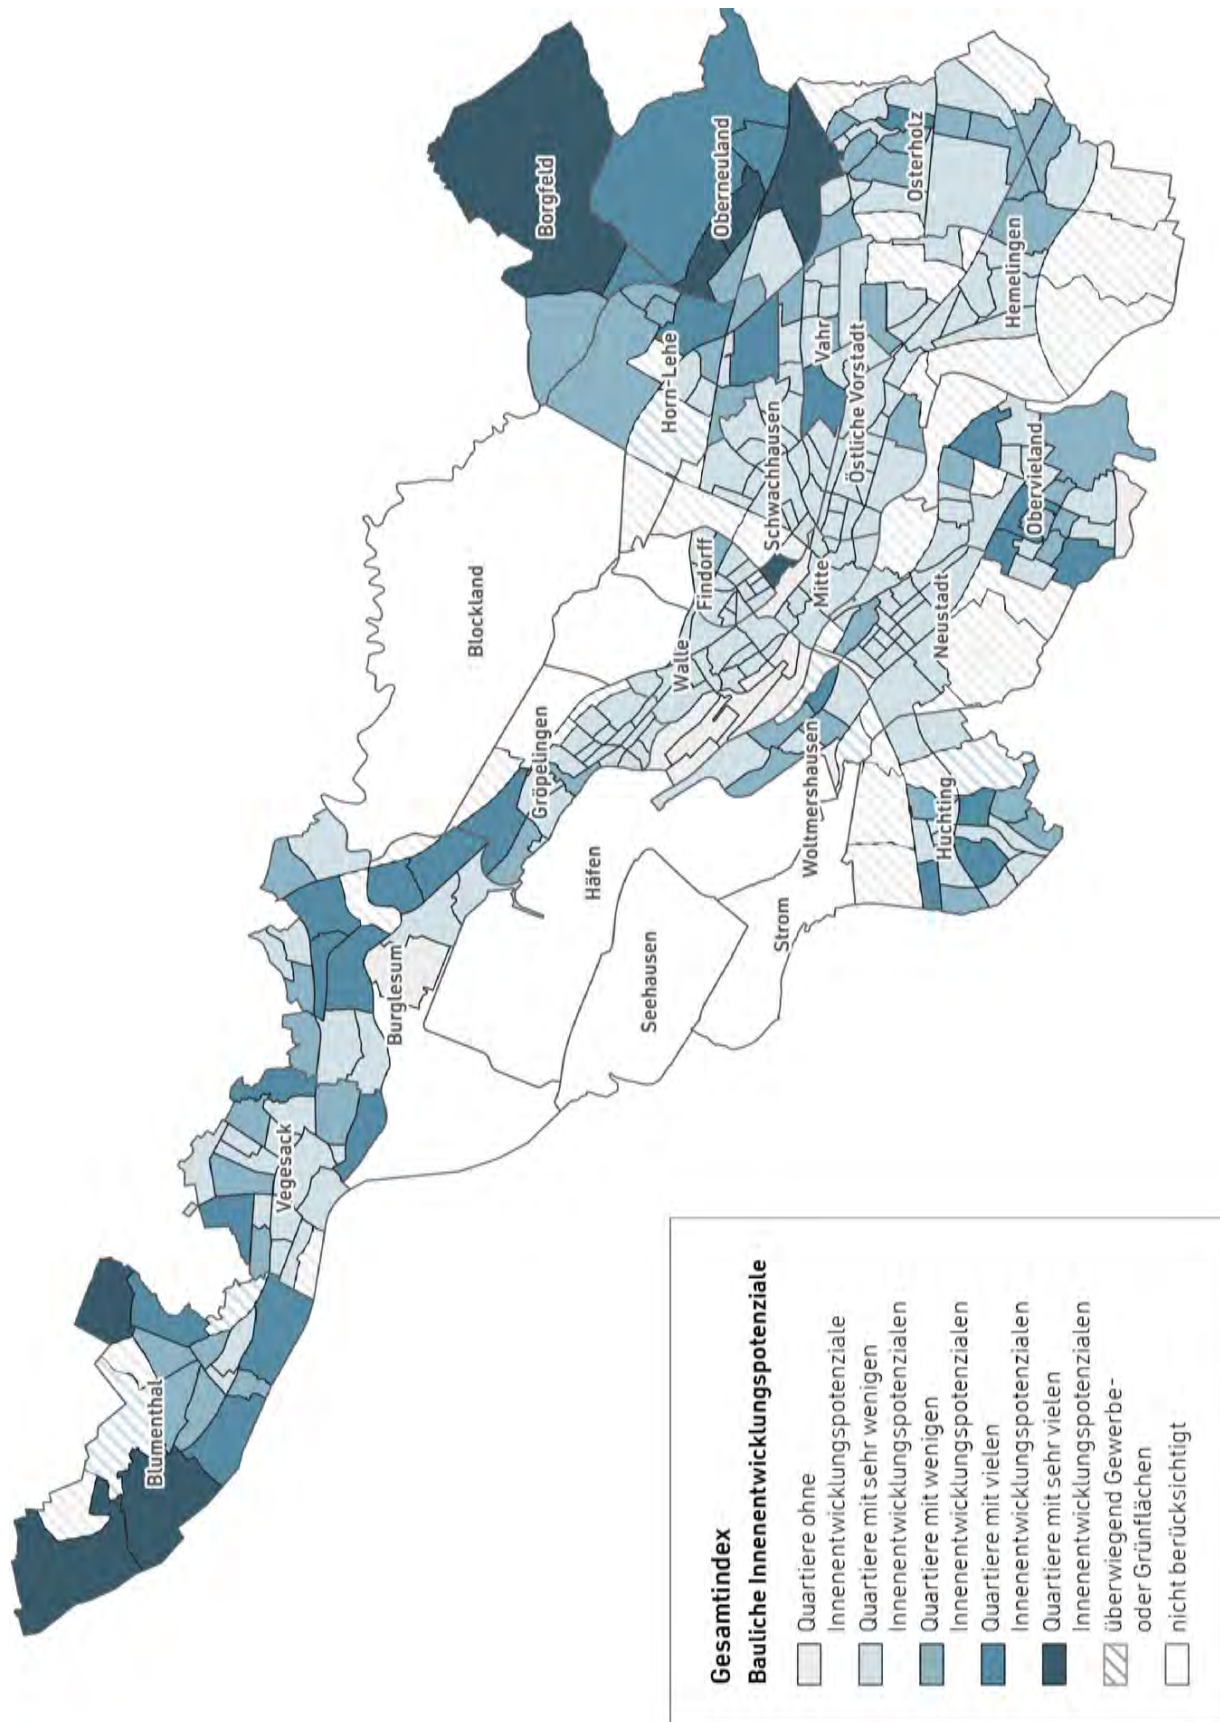 Blumenthal
Vegesack
Burglesum
Blockland
Gröpelingen
Häfen
Seehausen
Strom
Walle
Findorff
Woltmershausen
Huchting
Mitte
Neustadt
Schwachhausen
Horn-Lehe
Borgfeld
Oberneuland
Vahr
Östliche Vorstadt
Obervieland
Osterholz
Hemelingen
Gesamtindex
Bauliche Innenentwicklungspotenziale
Quartiere ohne
Innenentwicklungspotenziale
Quartiere mit sehr wenigen
Innenentwicklungspotenzialen
Quartiere mit wenigen
Innenentwicklungspotenzialen
Quartiere mit vielen
Innenentwicklungspotenzialen
Quartiere mit sehr vielen
Innenentwicklungspotenzialen
überwiegend Gewerbe-
oder Grünflächen
nicht berücksichtigt